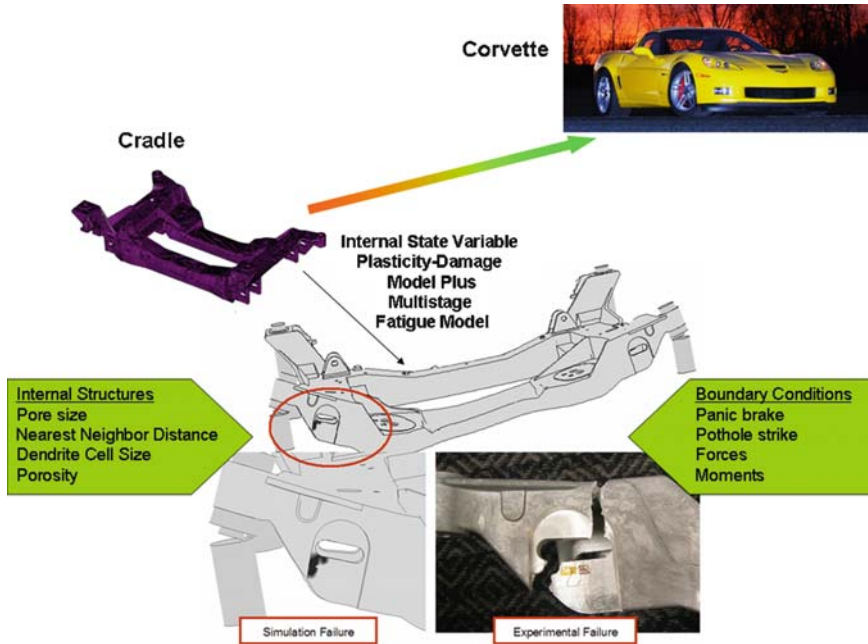 Corvette
Cradle
Internal State Variable
Plasticity-Damage
Model Plus
Multistage
Fatigue Model
Internal Structures
Pore size
Nearest Neighbor Distance
Dendrite Cell Size
Porosity
Boundary Conditions
Panic brake
Pothole strike
Forces
Moments
Simulation Failure
Experimental Failure